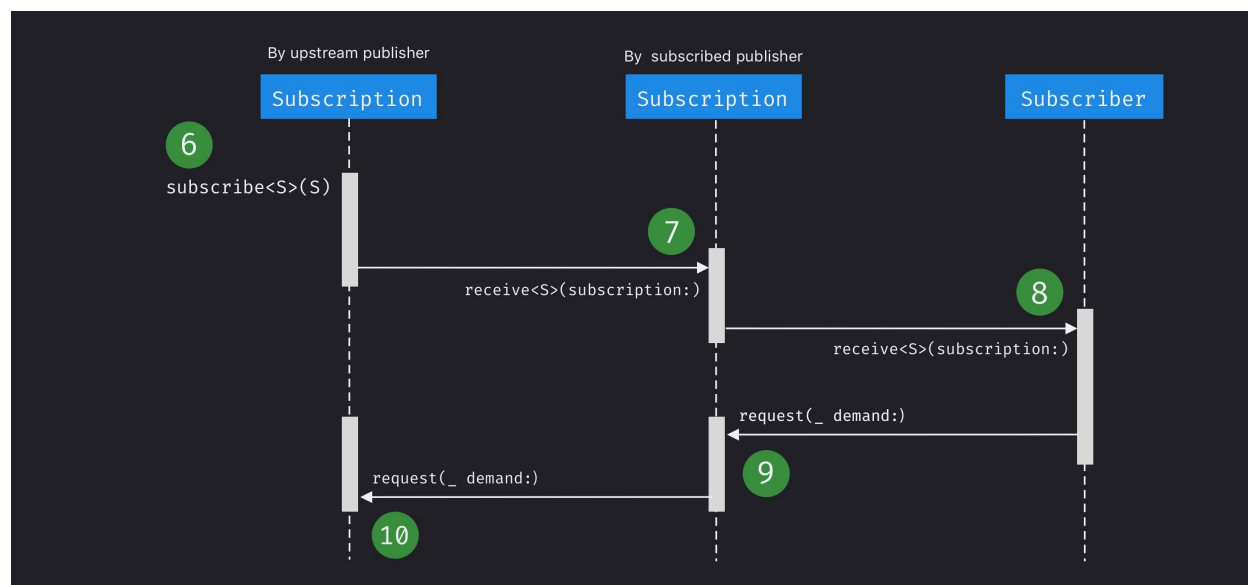 By upstream publisher
By  subscribed publisher
Subscription
Subscription
Subscriber
6
subscribe<S>(S)
7
receive<S>(subscription:)
8
receive<S>(subscription:)
request(_ demand:)
9
request(_ demand:)
10